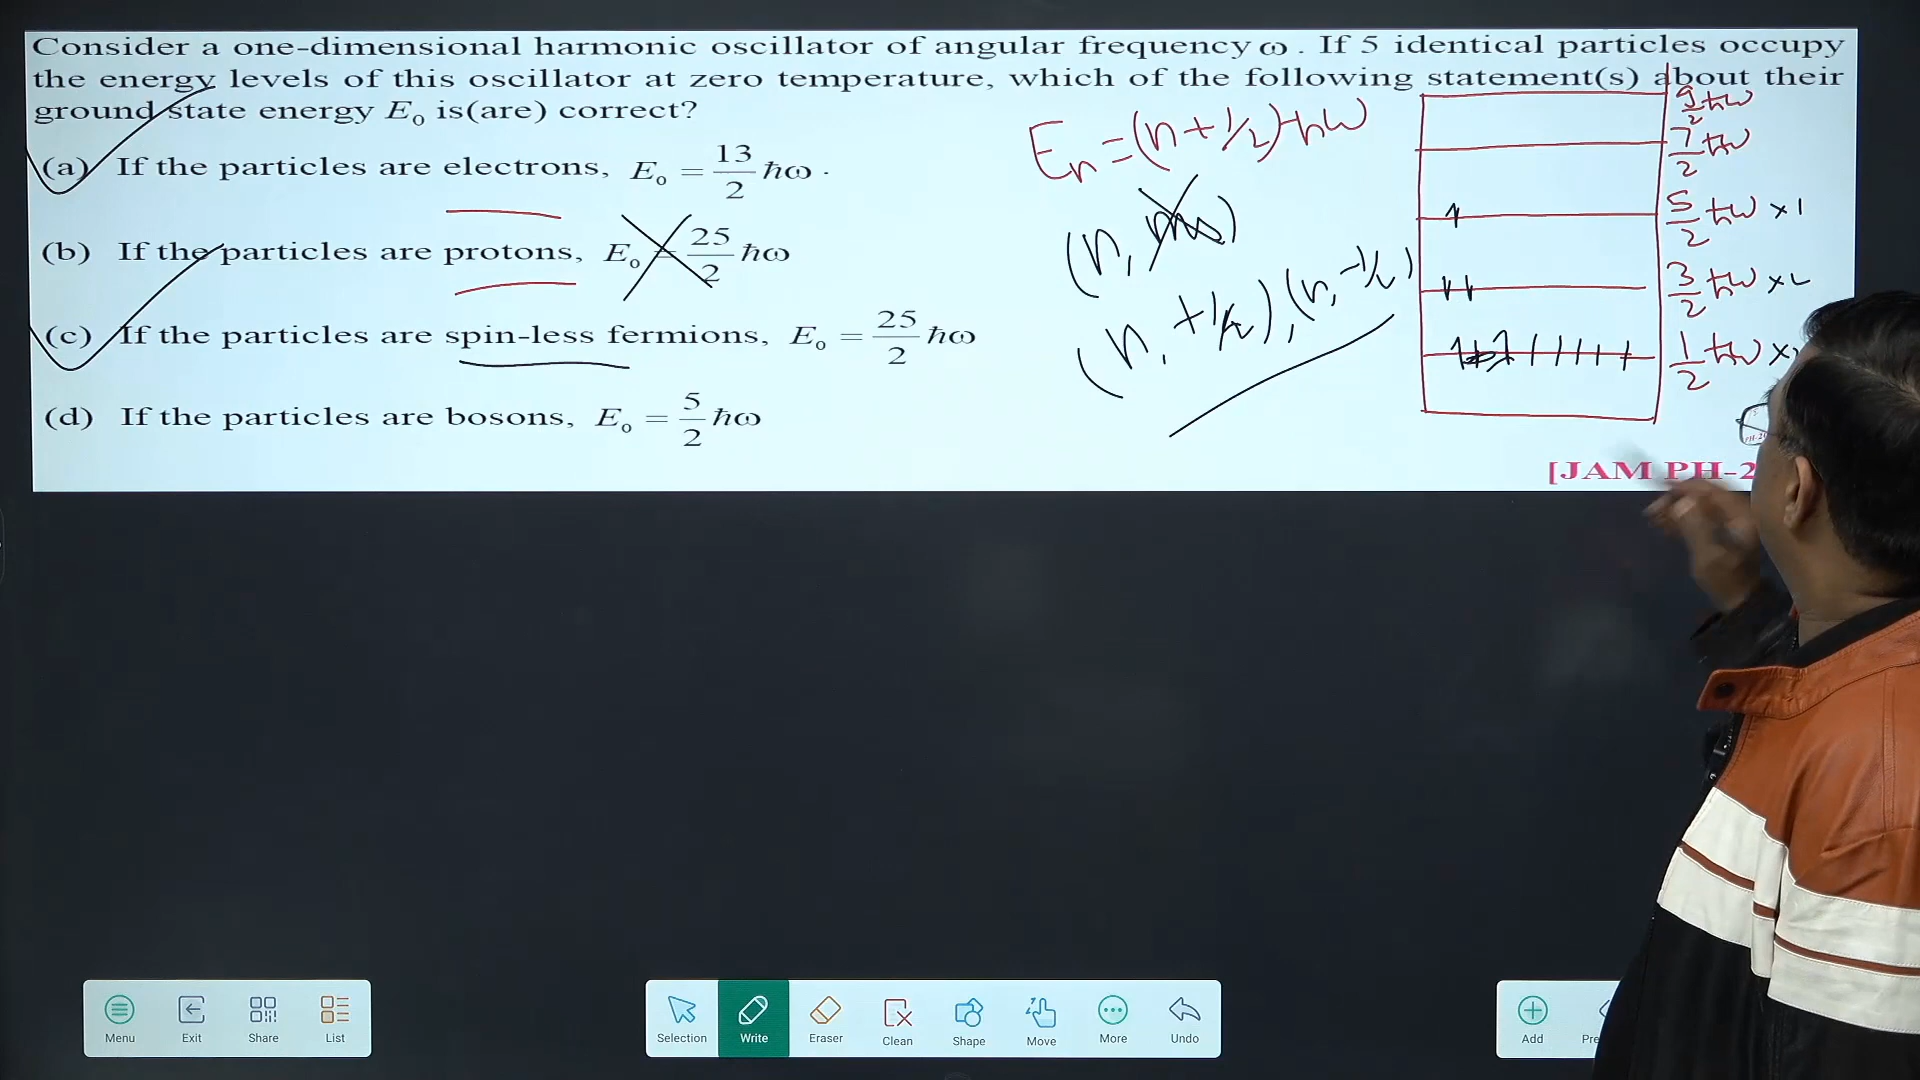 Consider a one-dimensional harmonic oscillator of angular frequency ω . If 5 identical particles occupy
the energy levels of this oscillator at zero temperature, which of the following statement(s) about their
ground state energy E₀ is(are) correct?
(a) If the particles are electrons, E₀ = 13/2 ħω .
(b) If the particles are protons, E₀ = 25/2 ħω
(c) If the particles are spin-less fermions, E₀ = 25/2 ħω
(d) If the particles are bosons, E₀ = 5/2 ħω
[JAM PH-2
Eₙ = (n + 1/2) ħω
(n, ms)
(n, +1/2), (n, -1/2)
9/2 ħω
7/2 ħω
5/2 ħω ×1
3/2 ħω ×2
1/2 ħω ×
Menu
Exit
Share
List
Selection
Write
Eraser
Clean
Shape
Move
More
Undo
Add